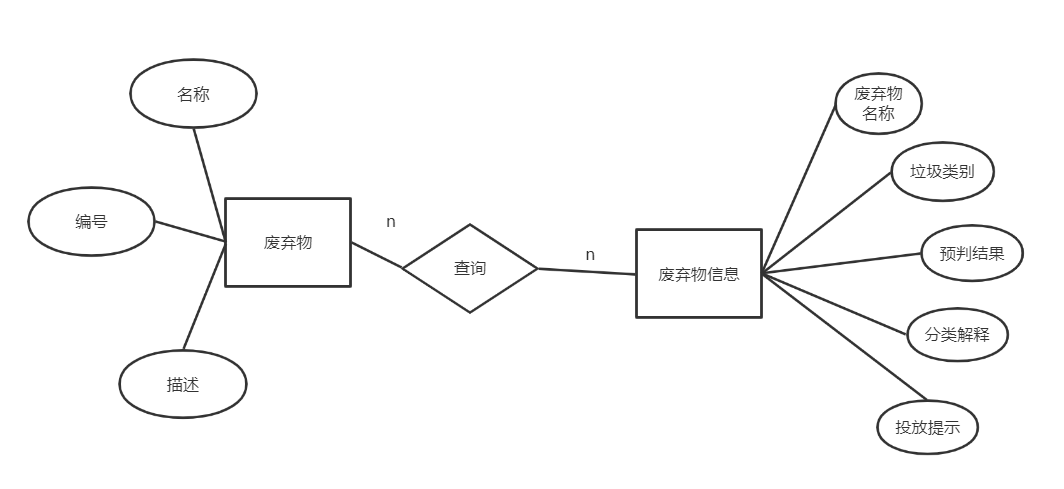 名称
编号
描述
废弃物
n
查询
n
废弃物信息
废弃物
名称
垃圾类别
预判结果
分类解释
投放提示